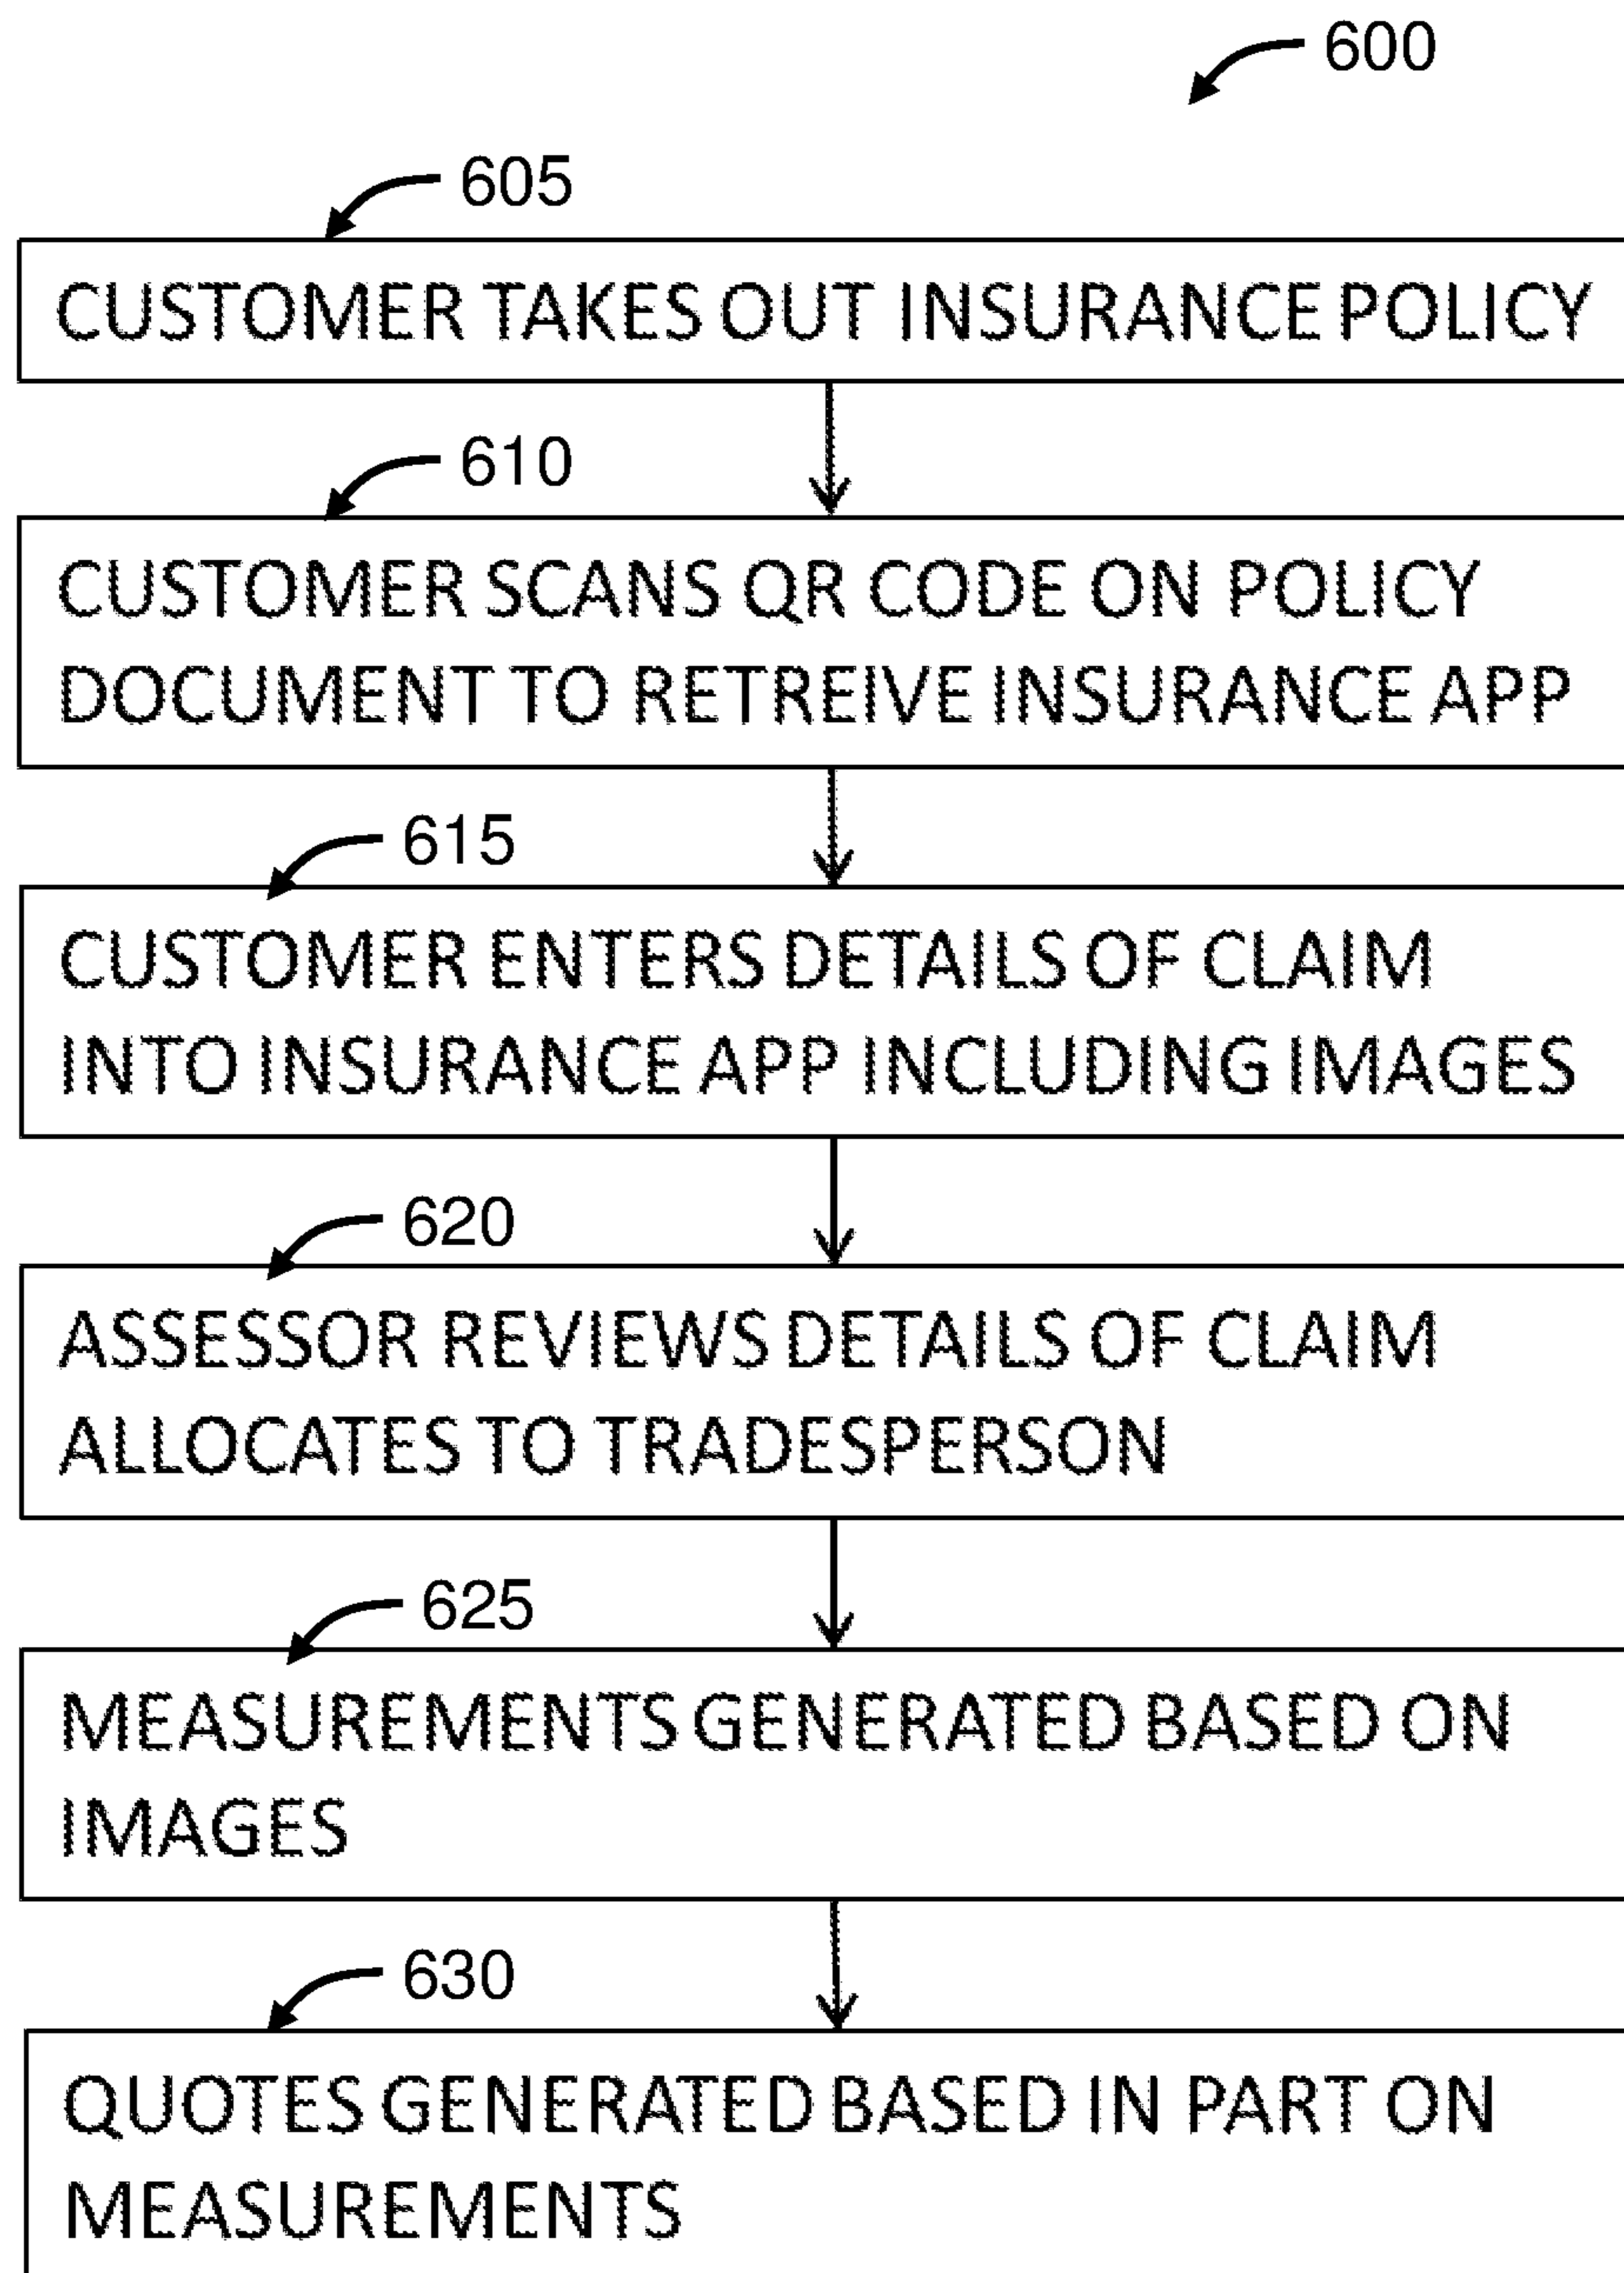 600
605
CUSTOMER TAKES OUT INSURANCE POLICY
610
CUSTOMER SCANS QR CODE ON POLICY
DOCUMENT TO RETREIVE INSURANCE APP
615
CUSTOMER ENTERS DETAILS OF CLAIM
INTO INSURANCE APP INCLUDING IMAGES
620
ASSESSOR REVIEWS DETAILS OF CLAIM
ALLOCATES TO TRADESPERSON
625
MEASUREMENTS GENERATED BASED ON
IMAGES
630
QUOTES GENERATED BASED IN PART ON
MEASUREMENTS